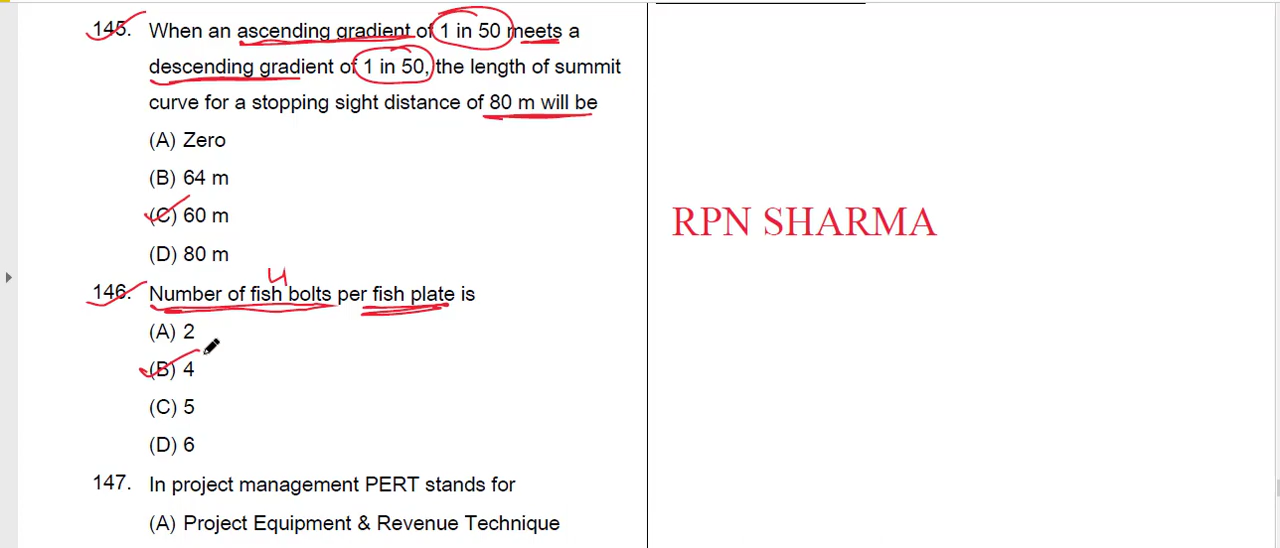 145. When an ascending gradient of 1 in 50 meets a
descending gradient of 1 in 50, the length of summit
curve for a stopping sight distance of 80 m will be
(A) Zero
(B) 64 m
(C) 60 m
(D) 80 m
4
146. Number of fish bolts per fish plate is
(A) 2
(B) 4
(C) 5
(D) 6
147. In project management PERT stands for
(A) Project Equipment & Revenue Technique
RPN SHARMA